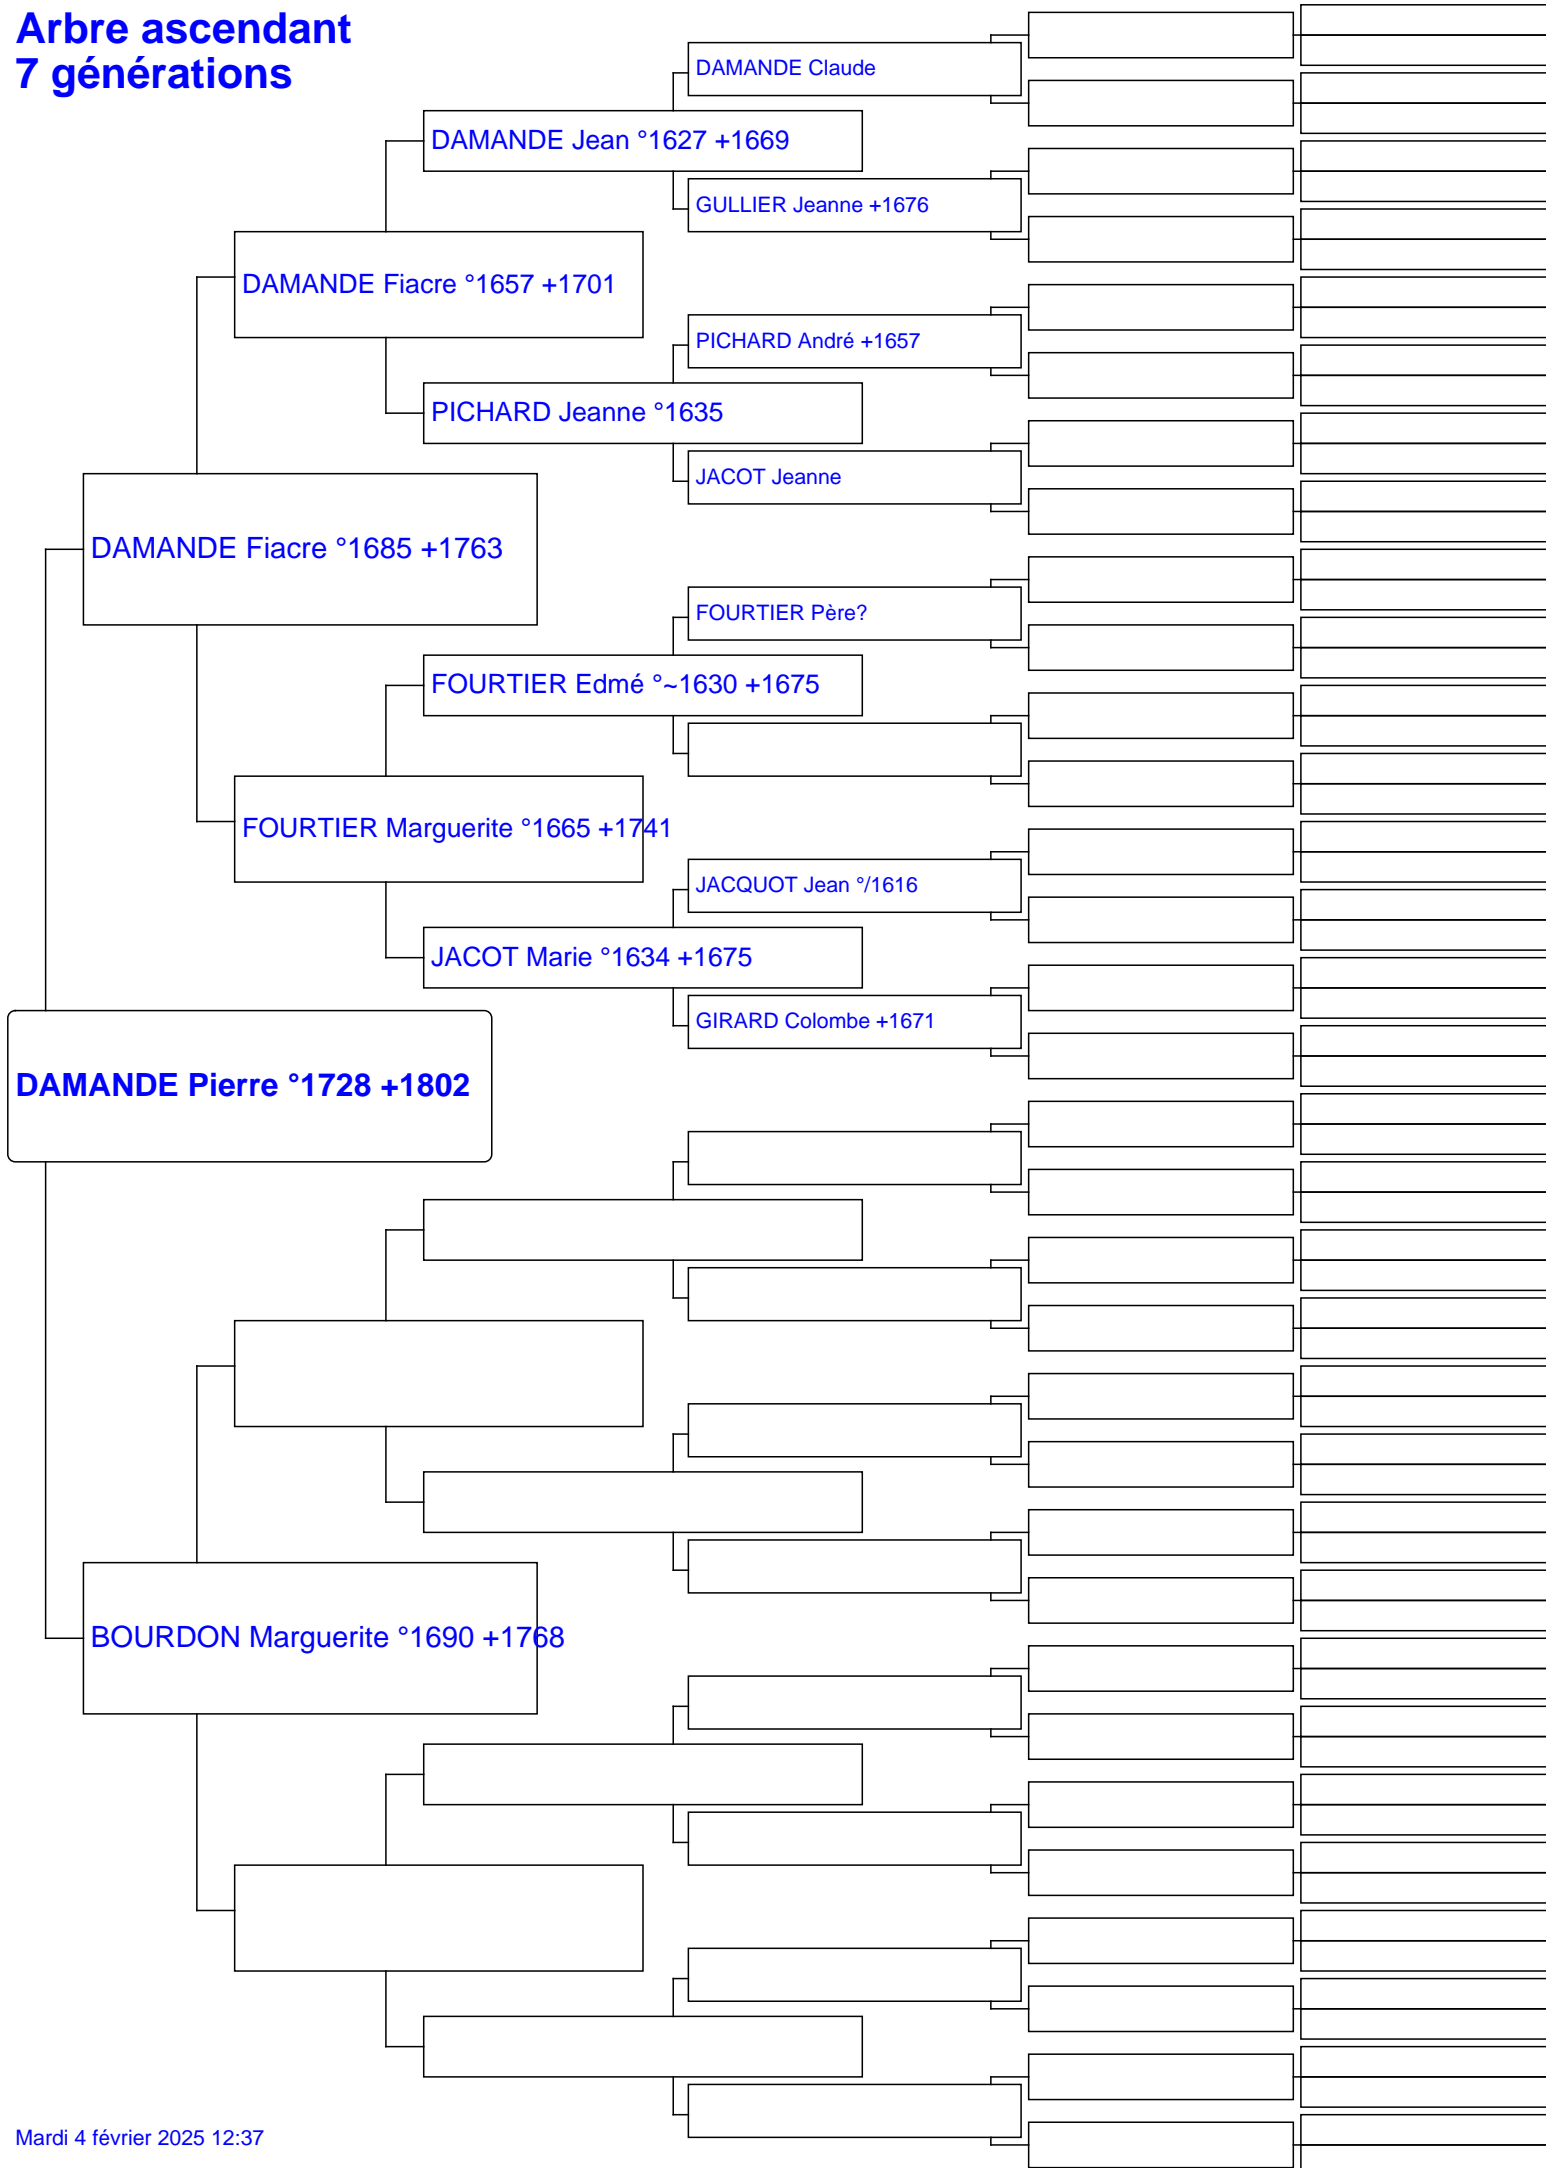 Arbre ascendant
7 générations
DAMANDE Claude
DAMANDE Jean °1627 +1669
GULLIER Jeanne +1676
DAMANDE Fiacre °1657 +1701
PICHARD André +1657
PICHARD Jeanne °1635
JACOT Jeanne
DAMANDE Fiacre °1685 +1763
FOURTIER Père?
FOURTIER Edmé °~1630 +1675
FOURTIER Marguerite °1665 +1741
JACQUOT Jean °/1616
JACOT Marie °1634 +1675
GIRARD Colombe +1671
DAMANDE Pierre °1728 +1802
BOURDON Marguerite °1690 +1768
Mardi 4 février 2025 12:37